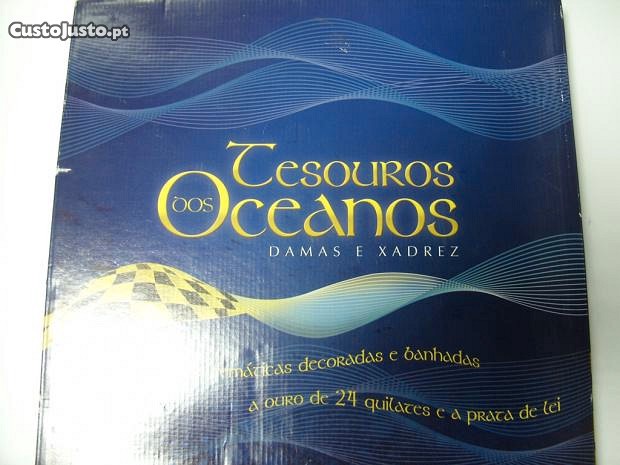 CustoJusto.pt
Tesouros
dos Oceanos
DAMAS E XADREZ
decoradas e banhadas
a ouro de 24 quilates e a prata de lei